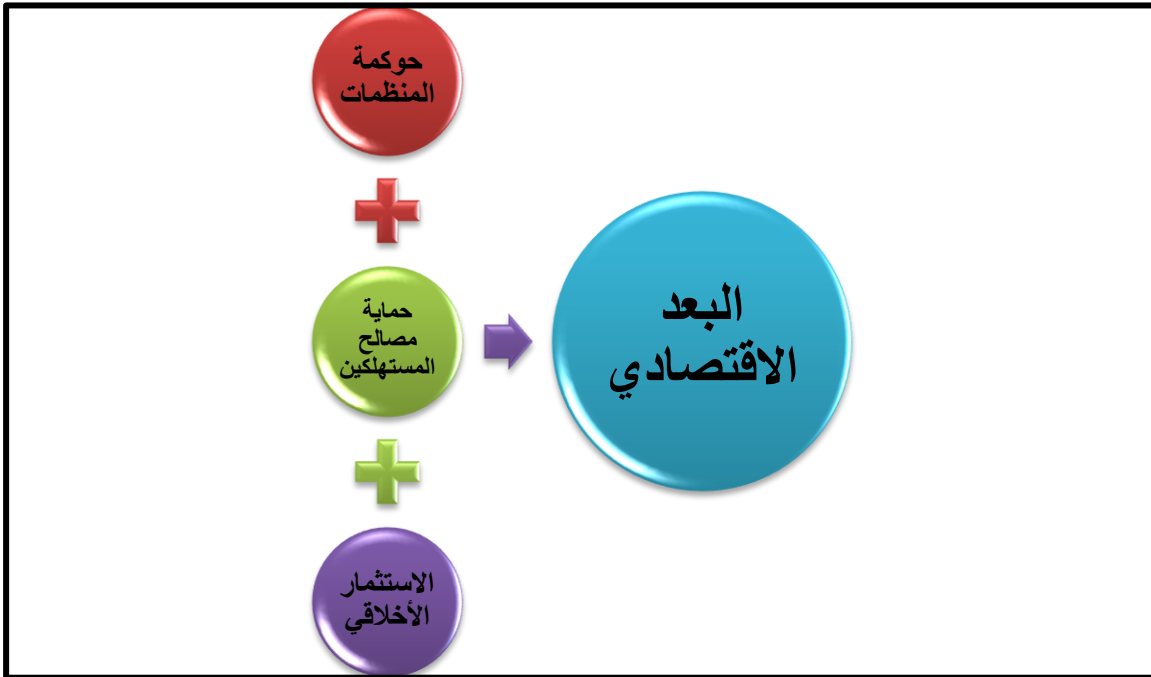 حوكمة
المنظمات
حماية
مصالح
المستهلكين
الاستثمار
الأخلاقي
البعد
الاقتصادي